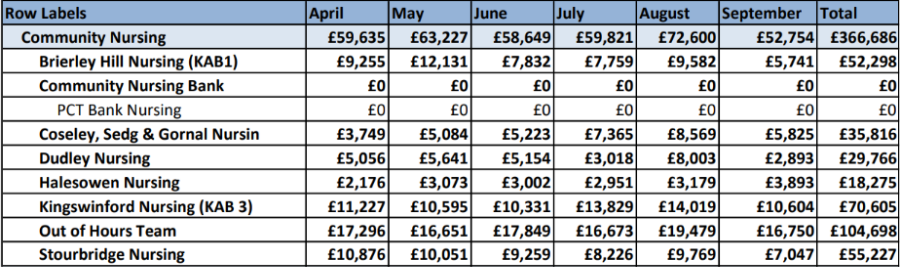 Row Labels April May June July August September Total
Community Nursing £59,635 £63,227 £58,649 £59,821 £72,600 £52,754 £366,686
Brierley Hill Nursing (KAB1) £9,255 £12,131 £7,832 £7,759 £9,582 £5,741 £52,298
Community Nursing Bank £0 £0 £0 £0 £0 £0 £0
PCT Bank Nursing £0 £0 £0 £0 £0 £0 £0
Coseley, Sedg & Gornal Nursin £3,749 £5,084 £5,223 £7,365 £8,569 £5,825 £35,816
Dudley Nursing £5,056 £5,641 £5,154 £3,018 £8,003 £2,893 £29,766
Halesowen Nursing £2,176 £3,073 £3,002 £2,951 £3,179 £3,893 £18,275
Kingswinford Nursing (KAB 3) £11,227 £10,595 £10,331 £13,829 £14,019 £10,604 £70,605
Out of Hours Team £17,296 £16,651 £17,849 £16,673 £19,479 £16,750 £104,698
Stourbridge Nursing £10,876 £10,051 £9,259 £8,226 £9,769 £7,047 £55,227